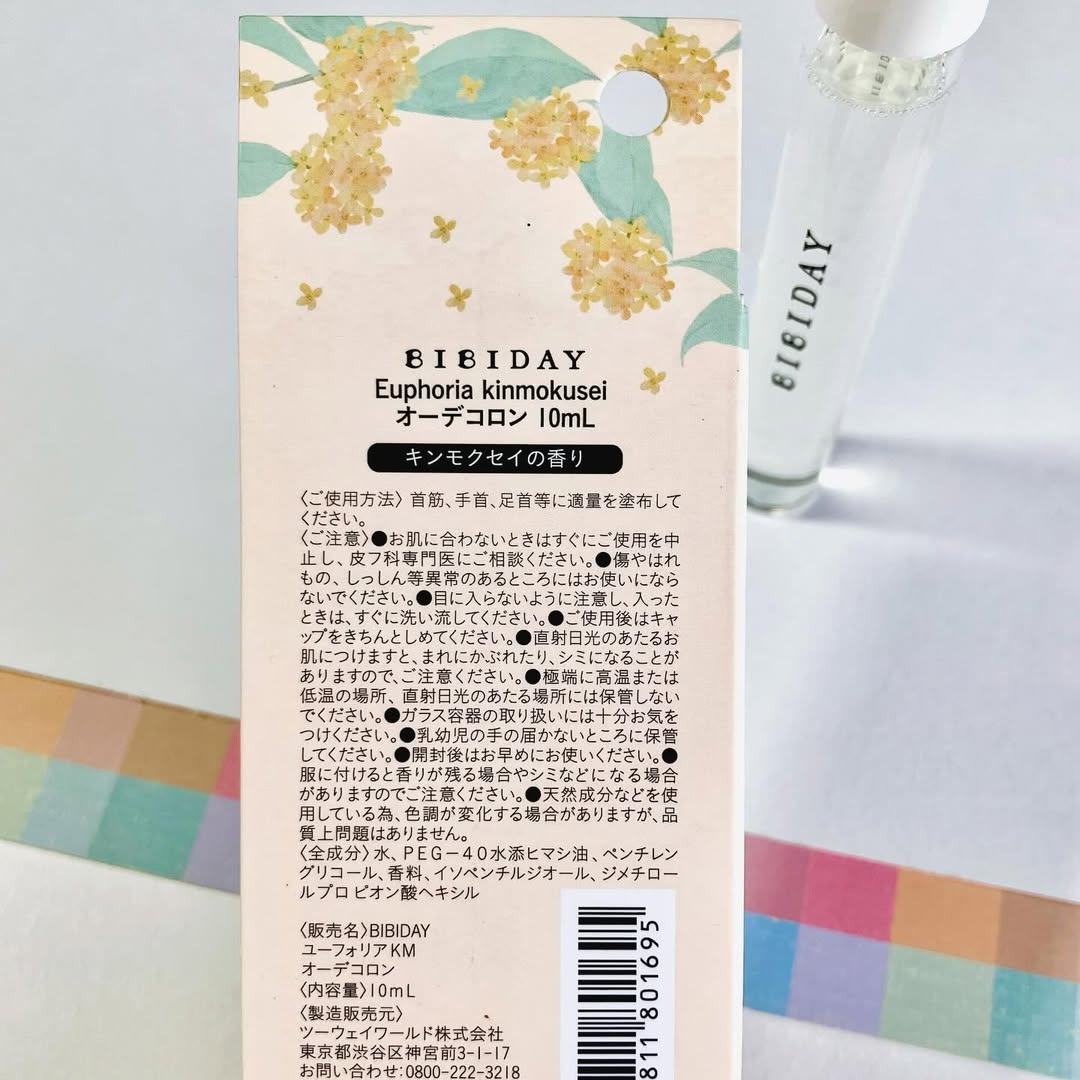 BIBIDAY
Euphoria kinmokusei
オーデコロン 10mL
キンモクセイの香り
〈ご使用方法〉首筋、手首、足首等に適量を塗布して
ください。
〈ご注意〉●お肌に合わないときはすぐにご使用を中
止し、皮フ科専門医にご相談ください。●傷やはれ
もの、しっしん等異常のあるところにはお使いになら
ないでください。●目に入らないように注意し、入った
ときは、すぐに洗い流してください。●ご使用後はキャ
ップをきちんとしめてください。●直射日光のあたるお
肌につけますと、まれにかぶれたり、シミになることが
ありますので、ご注意ください。●極端に高温または
低温の場所、直射日光のあたる場所には保管しない
でください。●ガラス容器の取り扱いには十分お気を
つけください。●乳幼児の手の届かないところに保管
してください。●開封後はお早めにお使いください。●
服に付けると香りが残る場合やシミなどになる場合
がありますのでご注意ください。●天然成分などを使
用している為、色調が変化する場合がありますが、品
質上問題はありません。
〈全成分〉水、PEG－40水添ヒマシ油、ペンチレン
グリコール、香料、イソペンチルジオール、ジメチロー
ルプロピオン酸ヘキシル
〈販売名〉BIBIDAY
ユーフォリアKM
オーデコロン
〈内容量〉10mL
〈製造販売元〉
ツーウェイワールド株式会社
東京都渋谷区神宮前3-1-17
お問い合わせ:0800-222-3218
811801695
BIBIDAY